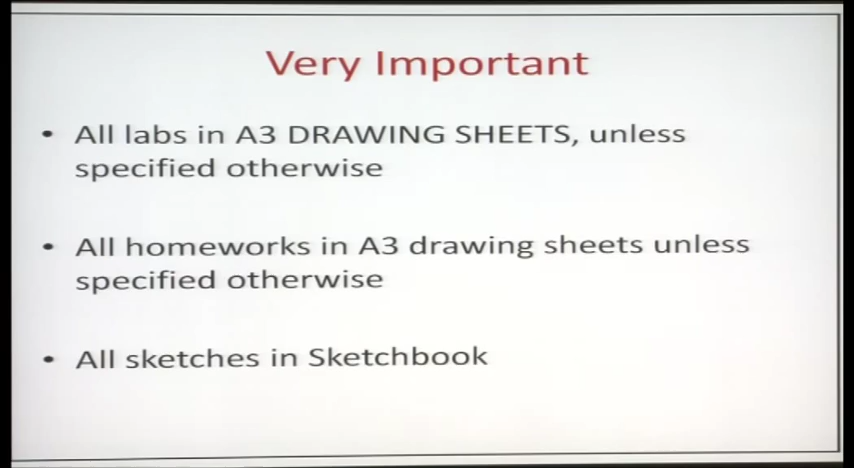 Very Important
• All labs in A3 DRAWING SHEETS, unless
specified otherwise
• All homeworks in A3 drawing sheets unless
specified otherwise
• All sketches in Sketchbook